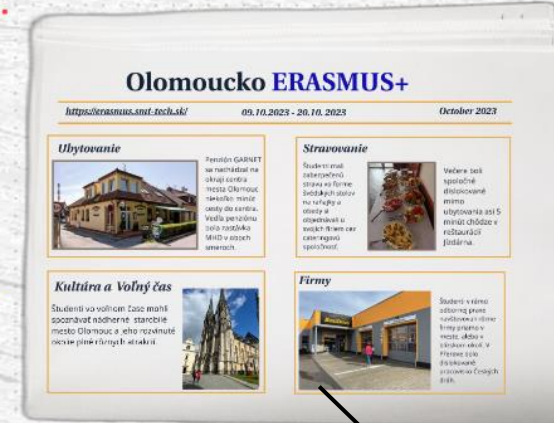 Olomoucko ERASMUS+
https://erasmus.snt-tech.sk/ 09.10.2023 - 20.10. 2023 October 2023
Ubytovanie
Penzión GARNET
sa nachádzal na
okraji centra
mesta Olomouc
niekoľko minút
cesty do centra.
Vedľa penziónu
bola zastávka
MHD v oboch
smeroch.
Stravovanie
Študenti mali
zabezpečenú
stravu vo forme
švédskych stolov
na raňajky a
obedy si
objednávali u
svojich firiem cez
cateringovú
spoločnosť.
Večere boli
spoločné
dislokované
mimo
ubytovania asi 5
minút chôdze v
reštaurácii
Jízdárna.
Kultúra a Voľný čas
Študenti vo voľnom čase mohli
spoznávať nádherné starobilé
mesto Olomouc a jeho rozvinuté
okolie plné rôznych atrakcií.
Firmy
Študenti v rámci
odbornej praxe
navštevovali rôzne
firmy priamo v
meste, alebo v
blízkom okolí. V
Přerove bolo
dislokované
pracovisko Českých
dráh.